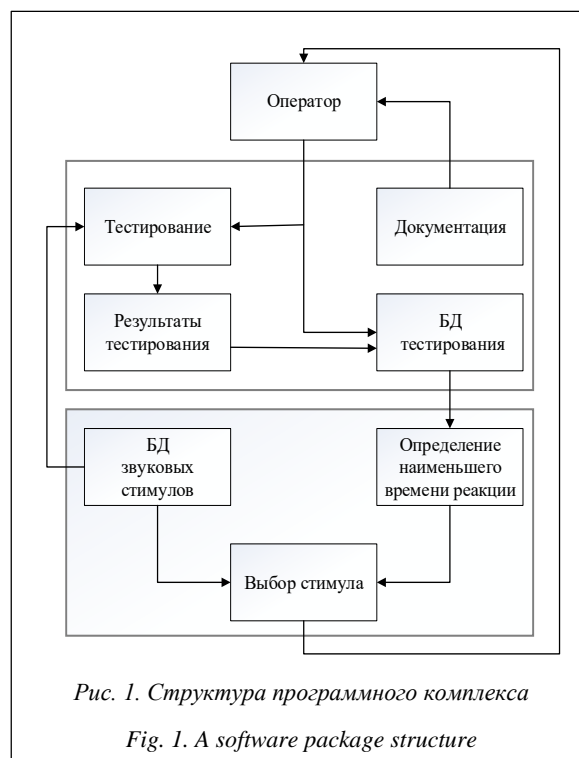 Оператор
Тестирование
Документация
Результаты
тестирования
БД
тестирования
БД
звуковых
стимулов
Определение
наименьшего
времени реакции
Выбор стимула
Рис. 1. Структура программного комплекса
Fig. 1. A software package structure